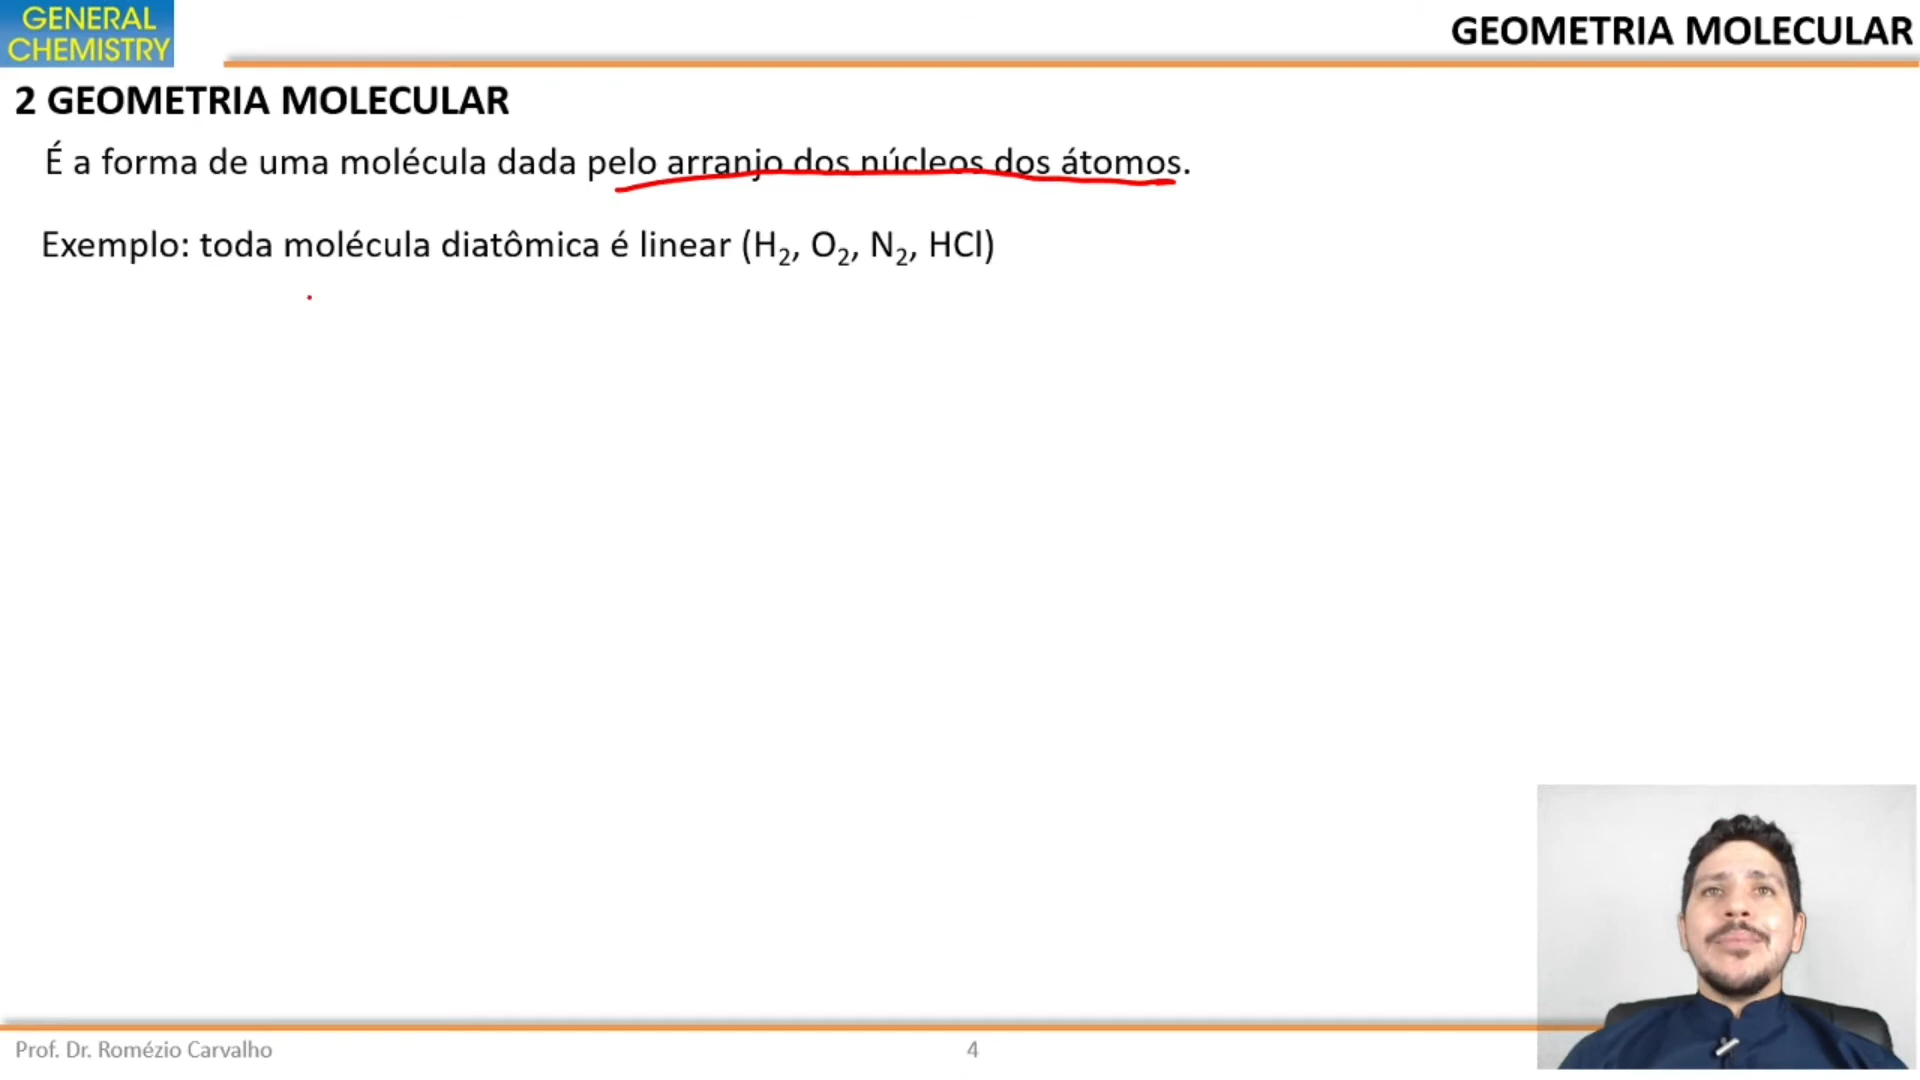 GENERAL
CHEMISTRY
GEOMETRIA MOLECULAR
2 GEOMETRIA MOLECULAR
É a forma de uma molécula dada pelo arranjo dos núcleos dos átomos.
Exemplo: toda molécula diatômica é linear (H₂, O₂, N₂, HCl)
Prof. Dr. Romézio Carvalho
4